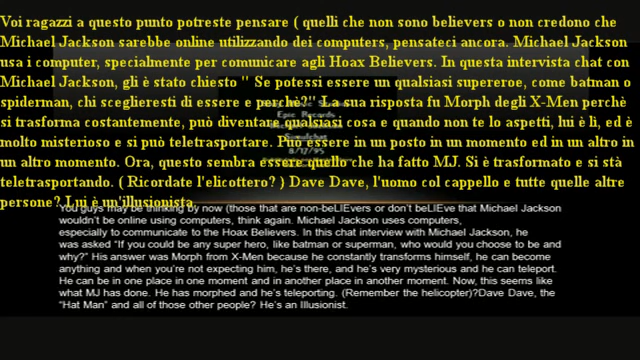 Voi ragazzi a questo punto potreste pensare ( quelli che non sono believers o non credono che
Michael Jackson sarebbe online utilizzando dei computers, pensateci ancora. Michael Jackson
usa i computer, specialmente per comunicare agli Hoax Believers. In questa intervista chat con
Michael Jackson, gli è stato chiesto " Se potessi essere un qualsiasi supereroe, come batman o
spiderman, chi sceglieresti di essere e perchè?" La sua risposta fu Morph degli X-Men perchè
si trasforma costantemente, può diventare qualsiasi cosa e quando non te lo aspetti, lui è lì, ed è
Epic Records
molto misterioso e si può teletrasportare. Può essere in un posto in un momento ed in un altro in
8/17/95
un altro momento. Ora, questo sembra essere quello che ha fatto MJ. Si è trasformato e si stà
teletrasportando. ( Ricordate l'elicottero? ) Dave Dave, l'uomo col cappello e tutte quelle altre
persone? Lui è un'illusionista
You guys may be thinking by now (those that are non-beLIEvers or don't beLIEve that Michael Jackson
wouldn't be online using computers, think again. Michael Jackson uses computers,
especially to communicate to the Hoax Believers. In this chat interview with Michael Jackson, he
was asked "If you could be any super hero, like batman or superman, who would you choose to be and
why?" His answer was Morph from X-Men because he constantly transforms himself, he can become
anything and when you're not expecting him, he's there, and he's very mysterious and he can teleport.
He can be in one place in one moment and in another place in another moment. Now, this seems like
what MJ has done. He has morphed and he's teleporting. (Remember the helicopter)?Dave Dave, the
"Hat Man" and all of those other people? He's an Illusionist.